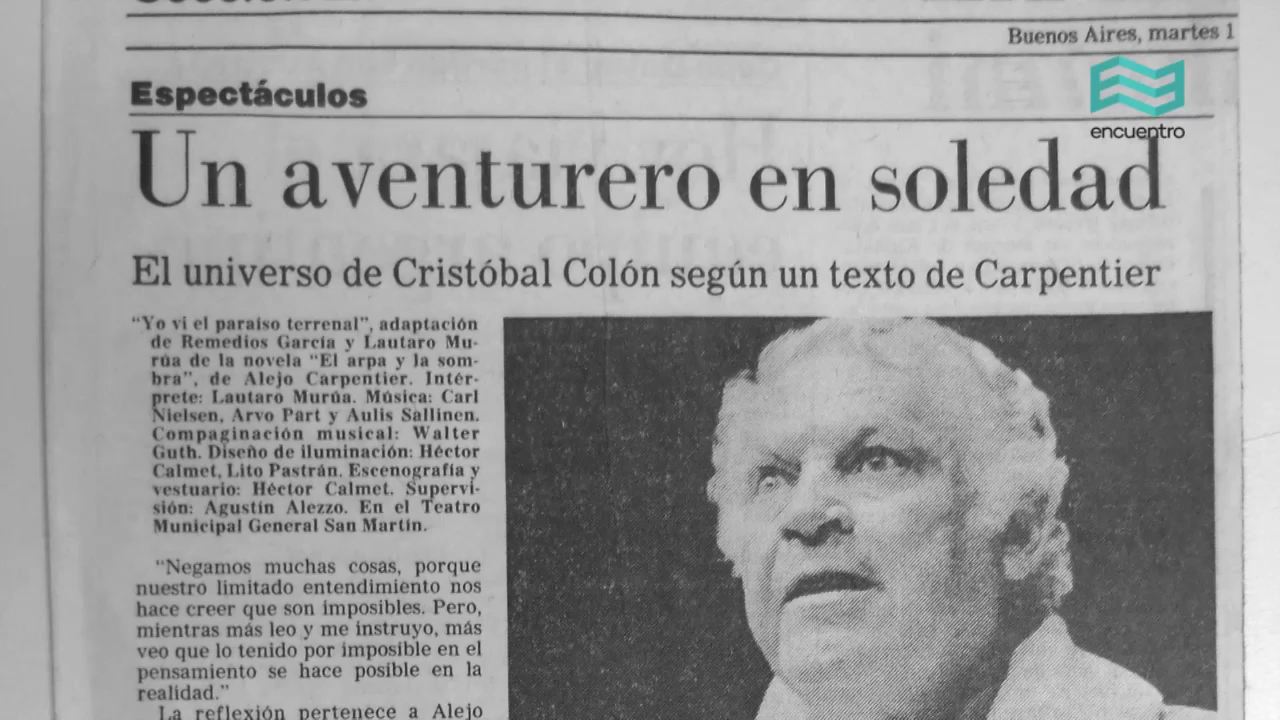 Buenos Aires, martes 1
encuentro
Espectáculos
Un aventurero en soledad
El universo de Cristóbal Colón según un texto de Carpentier
“Yo vi el paraíso terrenal”, adaptación
de Remedios García y Lautaro Mu-
rúa de la novela “El arpa y la som-
bra”, de Alejo Carpentier. Intér-
prete: Lautaro Murúa. Música: Carl
Nielsen, Arvo Part y Aulis Sallinen.
Compaginación musical: Walter
Guth. Diseño de iluminación: Héctor
Calmet, Lito Pastrán. Escenografía y
vestuario: Héctor Calmet. Supervi-
sión: Agustín Alezzo. En el Teatro
Municipal General San Martín.
“Negamos muchas cosas, porque
nuestro limitado entendimiento nos
hace creer que son imposibles. Pero,
mientras más leo y me instruyo, más
veo que lo tenido por imposible en el
pensamiento se hace posible en la
realidad.”
La reflexión pertenece a Alejo